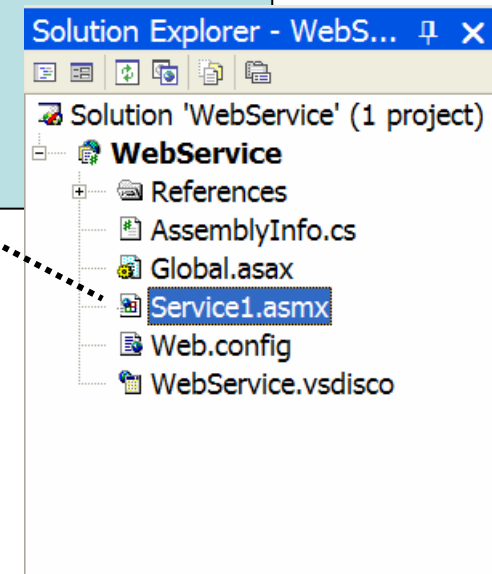 Solution Explorer - WebS...
Solution 'WebService' (1 project)
WebService
References
AssemblyInfo.cs
Global.asax
Service1.asmx
Web.config
WebService.vsdisco